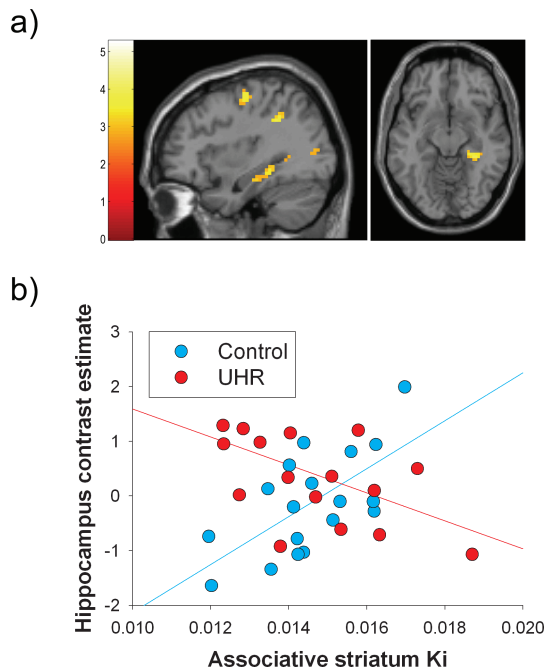 a)
5
4
3
2
1
0
b)
Hippocampus contrast estimate
3
2
1
0
-1
-2
Control
UHR
0.010 0.012 0.014 0.016 0.018 0.020
Associative striatum Ki